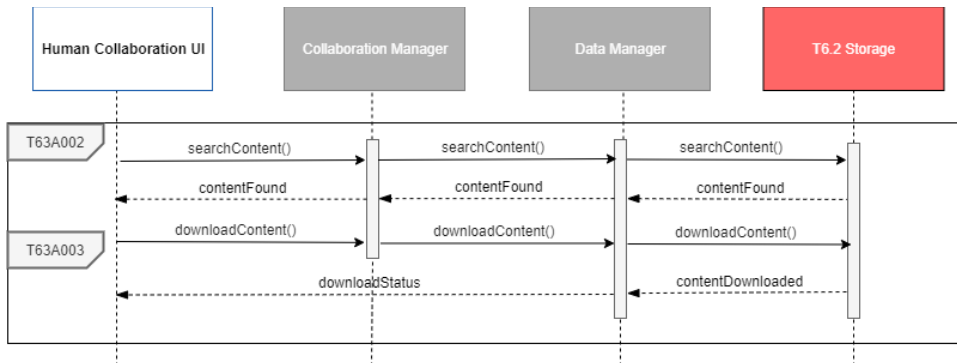 Human Collaboration UI
Collaboration Manager
Data Manager
T6.2 Storage
T63A002
searchContent()
searchContent()
searchContent()
contentFound
contentFound
contentFound
T63A003
downloadContent()
downloadContent()
downloadContent()
downloadStatus
contentDownloaded